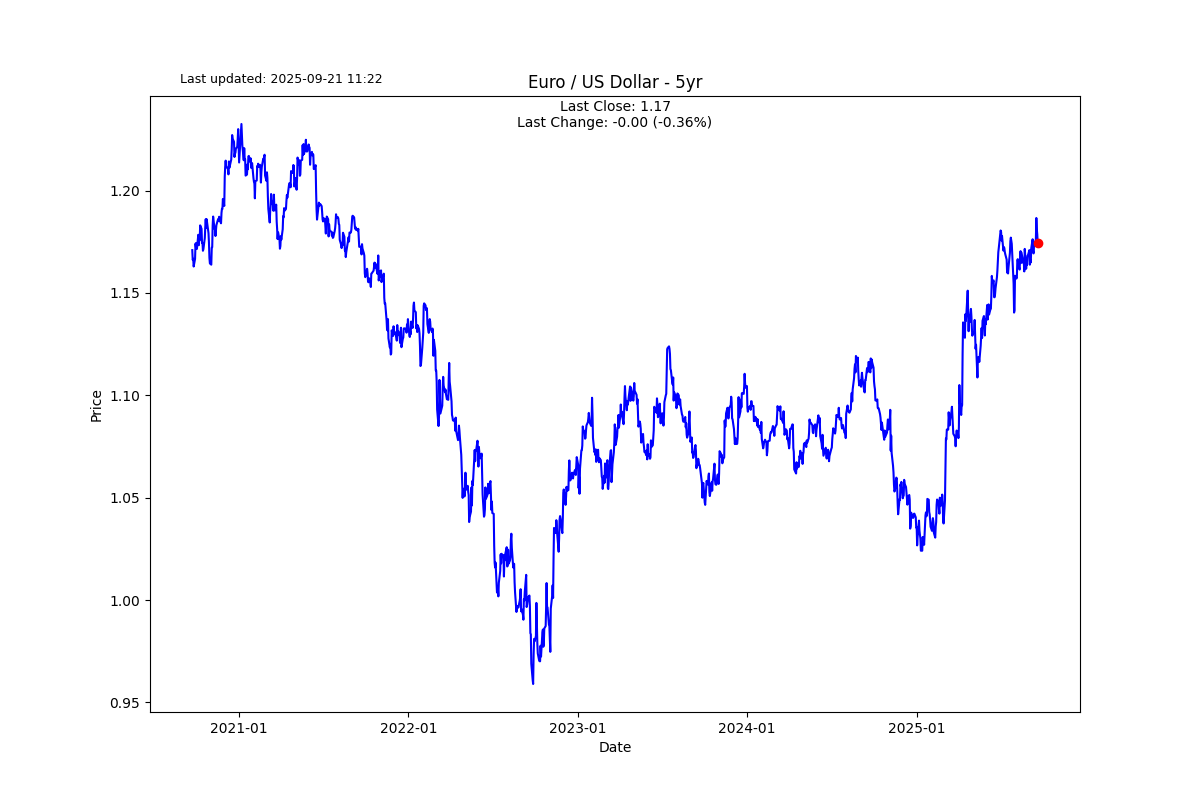 Last updated: 2025-09-21 11:22
Euro / US Dollar - 5yr
Last Close: 1.17
Last Change: -0.00 (-0.36%)
Price
1.20
1.15
1.10
1.05
1.00
0.95
2021-01
2022-01
2023-01
2024-01
2025-01
Date